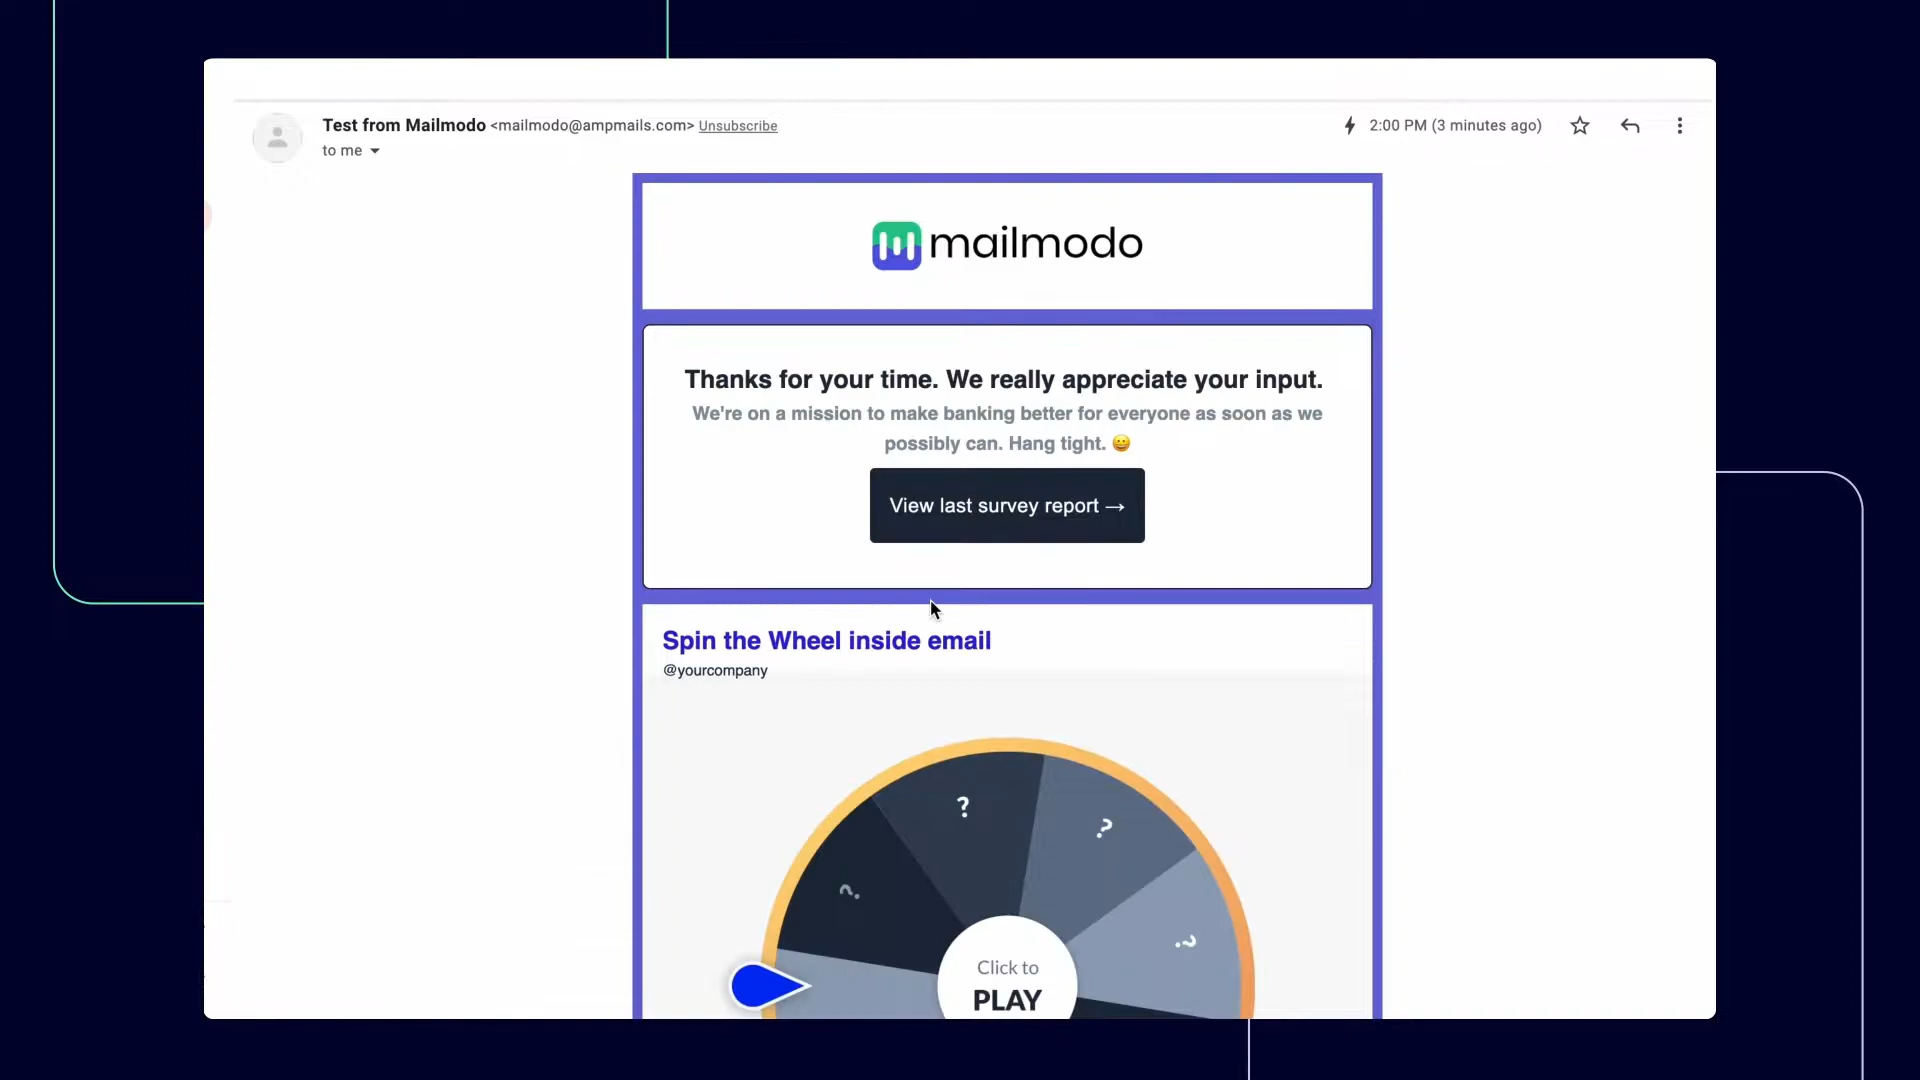 Test from Mailmodo <mailmodo@ampmails.com> Unsubscribe
2:00 PM (3 minutes ago)
to me
mailmodo
Thanks for your time. We really appreciate your input.
We're on a mission to make banking better for everyone as soon as we
possibly can. Hang tight. 😀
View last survey report →
Spin the Wheel inside email
@yourcompany
?
?
?
?
Click to
PLAY